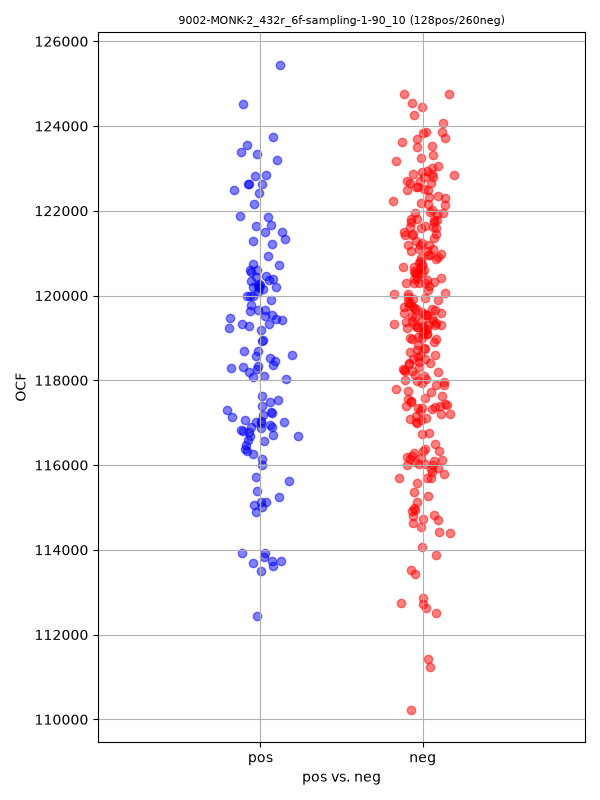 9002-MONK-2_432r_6f-sampling-1-90_10 (128pos/260neg)
126000
124000
122000
120000
118000
116000
114000
112000
110000
OCF
pos
neg
pos vs. neg